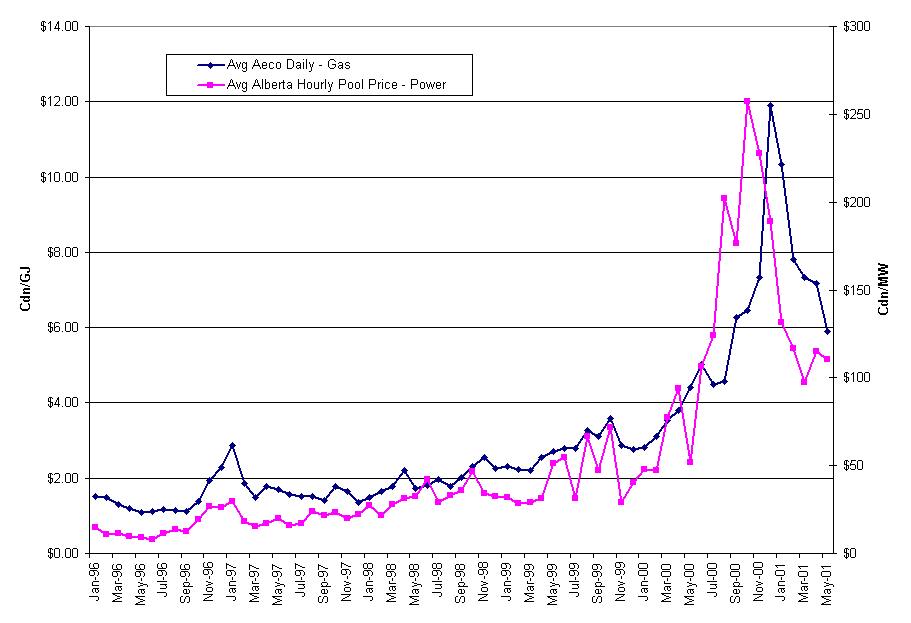 $14.00
$12.00
$10.00
$8.00
$6.00
$4.00
$2.00
$0.00
Cdn/GJ
Avg Aeco Daily - Gas
Avg Alberta Hourly Pool Price - Power
$300
$250
$200
$150
$100
$50
$0
Cdn/MW
Jan-96
Mar-96
May-96
Jul-96
Sep-96
Nov-96
Jan-97
Mar-97
May-97
Jul-97
Sep-97
Nov-97
Jan-98
Mar-98
May-98
Jul-98
Sep-98
Nov-98
Jan-99
Mar-99
May-99
Jul-99
Sep-99
Nov-99
Jan-00
Mar-00
May-00
Jul-00
Sep-00
Nov-00
Jan-01
Mar-01
May-01